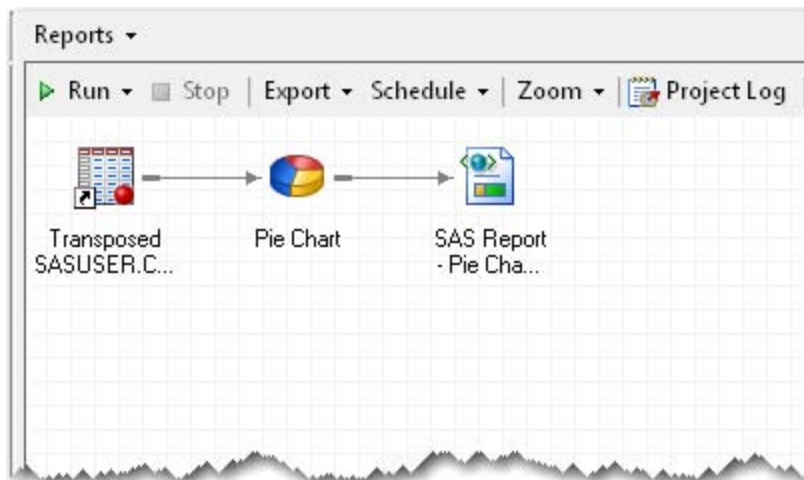 Reports
Run Stop Export Schedule Zoom Project Log
Transposed SASUSER.C...
Pie Chart
SAS Report - Pie Cha...